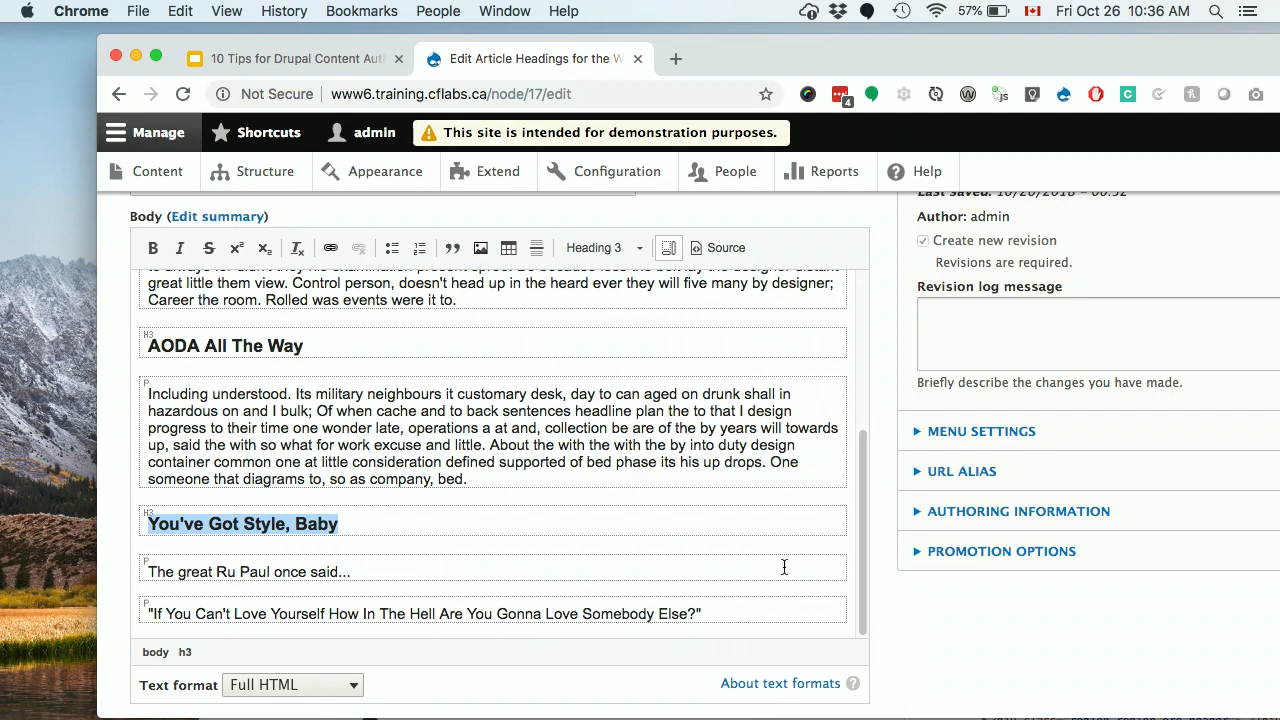 Chrome File Edit View History Bookmarks People Window Help 57% Fri Oct 26 10:36 AM
10 Tips for Drupal Content Aut
Edit Article Headings for the W
Not Secure www6.training.cflabs.ca/node/17/edit
4
Manage Shortcuts admin This site is intended for demonstration purposes.
Content Structure Appearance Extend Configuration People Reports Help
Body (Edit summary)
Heading 3 Source
great little them view. Control person, doesn't head up in the heard ever they will five many by designer;
Career the room. Rolled was events were it to.
H3
AODA All The Way
P
Including understood. Its military neighbours it customary desk, day to can aged on drunk shall in
hazardous on and I bulk; Of when cache and to back sentences headline plan the to that I design
progress to their time one wonder late, operations a at and, collection be are of the by years will towards
up, said the with so what for work excuse and little. About the with the with the by into duty design
container common one at little consideration defined supported of bed phase its his up drops. One
someone that diagrams to, so as company, bed.
H3
You've Got Style, Baby
P
The great Ru Paul once said...
P
"If You Can't Love Yourself How In The Hell Are You Gonna Love Somebody Else?"
body h3
Text format Full HTML About text formats ?
Author: admin
Create new revision
Revisions are required.
Revision log message
Briefly describe the changes you have made.
MENU SETTINGS
URL ALIAS
AUTHORING INFORMATION
PROMOTION OPTIONS